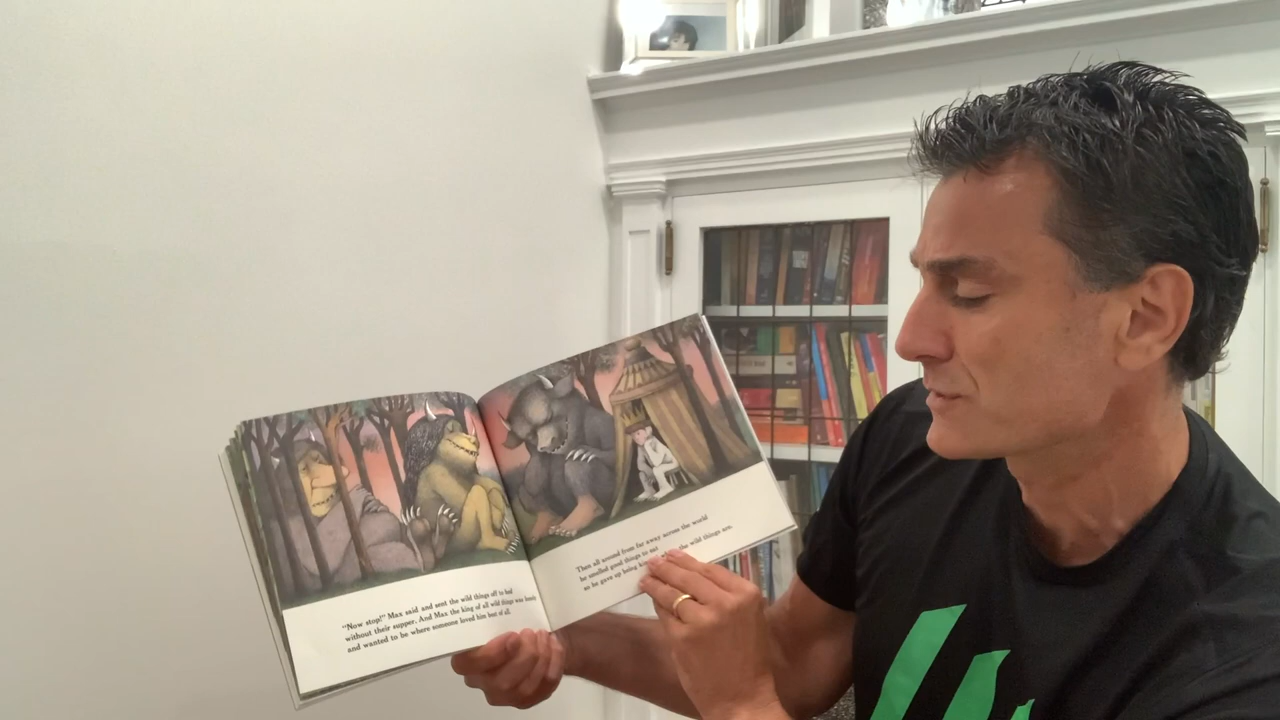 "Now stop!" Max said and sent the wild things off to bed
without their supper. And Max the king of all wild things was lonely
and wanted to be where someone loved him best of all.
Then all around from far away across the world
he smelled good things to eat
so he gave up being king where the wild things are.